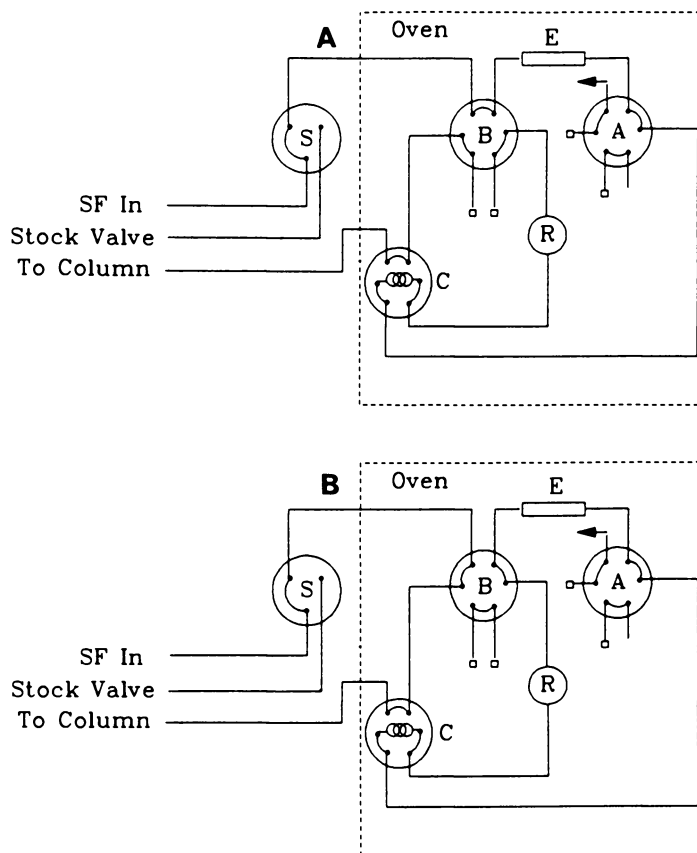 A
Oven
E
S
B
A
SF In
Stock Valve
To Column
R
C
B
Oven
E
S
B
A
SF In
Stock Valve
To Column
R
C